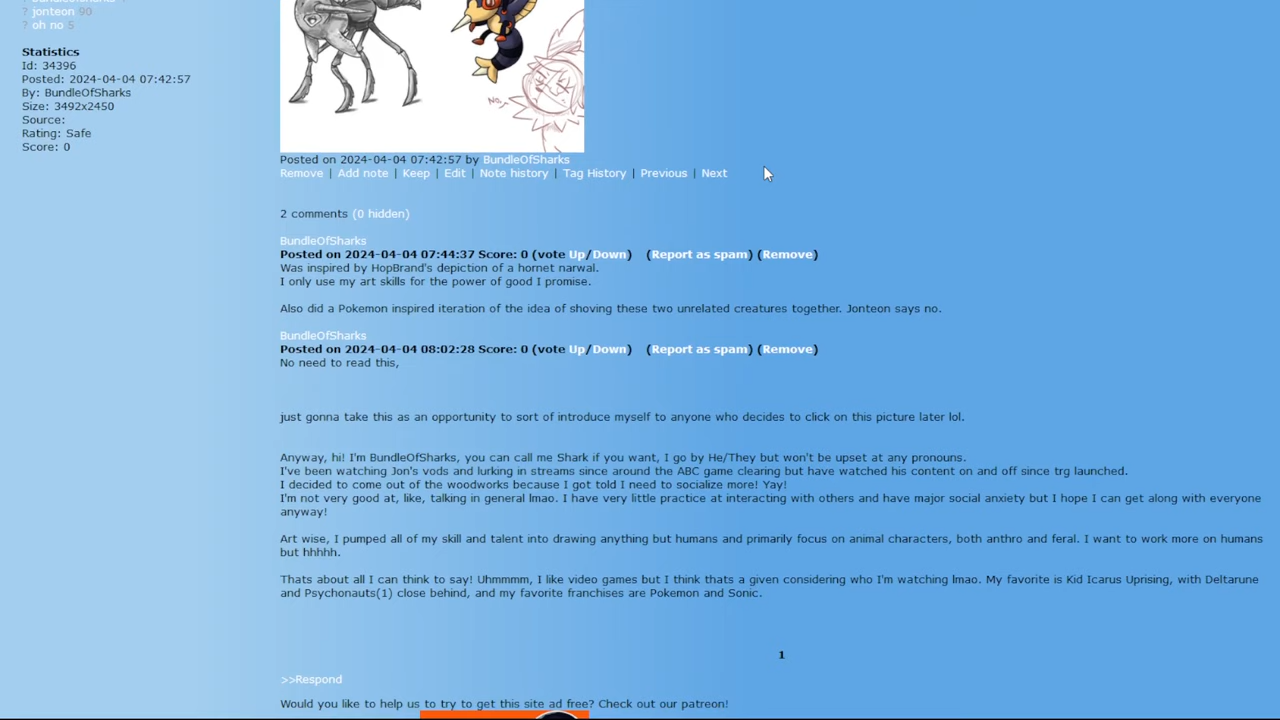 ? jonteon 90
? oh no 5
Statistics
Id: 34396
Posted: 2024-04-04 07:42:57
By: BundleOfSharks
Size: 3492x2450
Source:
Rating: Safe
Score: 0
No.
Posted on 2024-04-04 07:42:57 by BundleOfSharks
Remove | Add note | Keep | Edit | Note history | Tag History | Previous | Next
2 comments (0 hidden)
BundleOfSharks
Posted on 2024-04-04 07:44:37 Score: 0 (vote Up/Down) (Report as spam) (Remove)
Was inspired by HopBrand's depiction of a hornet narwal.
I only use my art skills for the power of good I promise.
Also did a Pokemon inspired iteration of the idea of shoving these two unrelated creatures together. Jonteon says no.
BundleOfSharks
Posted on 2024-04-04 08:02:28 Score: 0 (vote Up/Down) (Report as spam) (Remove)
No need to read this,
just gonna take this as an opportunity to sort of introduce myself to anyone who decides to click on this picture later lol.
Anyway, hi! I'm BundleOfSharks, you can call me Shark if you want, I go by He/They but won't be upset at any pronouns.
I've been watching Jon's vods and lurking in streams since around the ABC game clearing but have watched his content on and off since trg launched.
I decided to come out of the woodworks because I got told I need to socialize more! Yay!
I'm not very good at, like, talking in general lmao. I have very little practice at interacting with others and have major social anxiety but I hope I can get along with everyone
anyway!
Art wise, I pumped all of my skill and talent into drawing anything but humans and primarily focus on animal characters, both anthro and feral. I want to work more on humans
but hhhhh.
Thats about all I can think to say! Uhmmmm, I like video games but I think thats a given considering who I'm watching lmao. My favorite is Kid Icarus Uprising, with Deltarune
and Psychonauts(1) close behind, and my favorite franchises are Pokemon and Sonic.
1
>>Respond
Would you like to help us to try to get this site ad free? Check out our patreon!